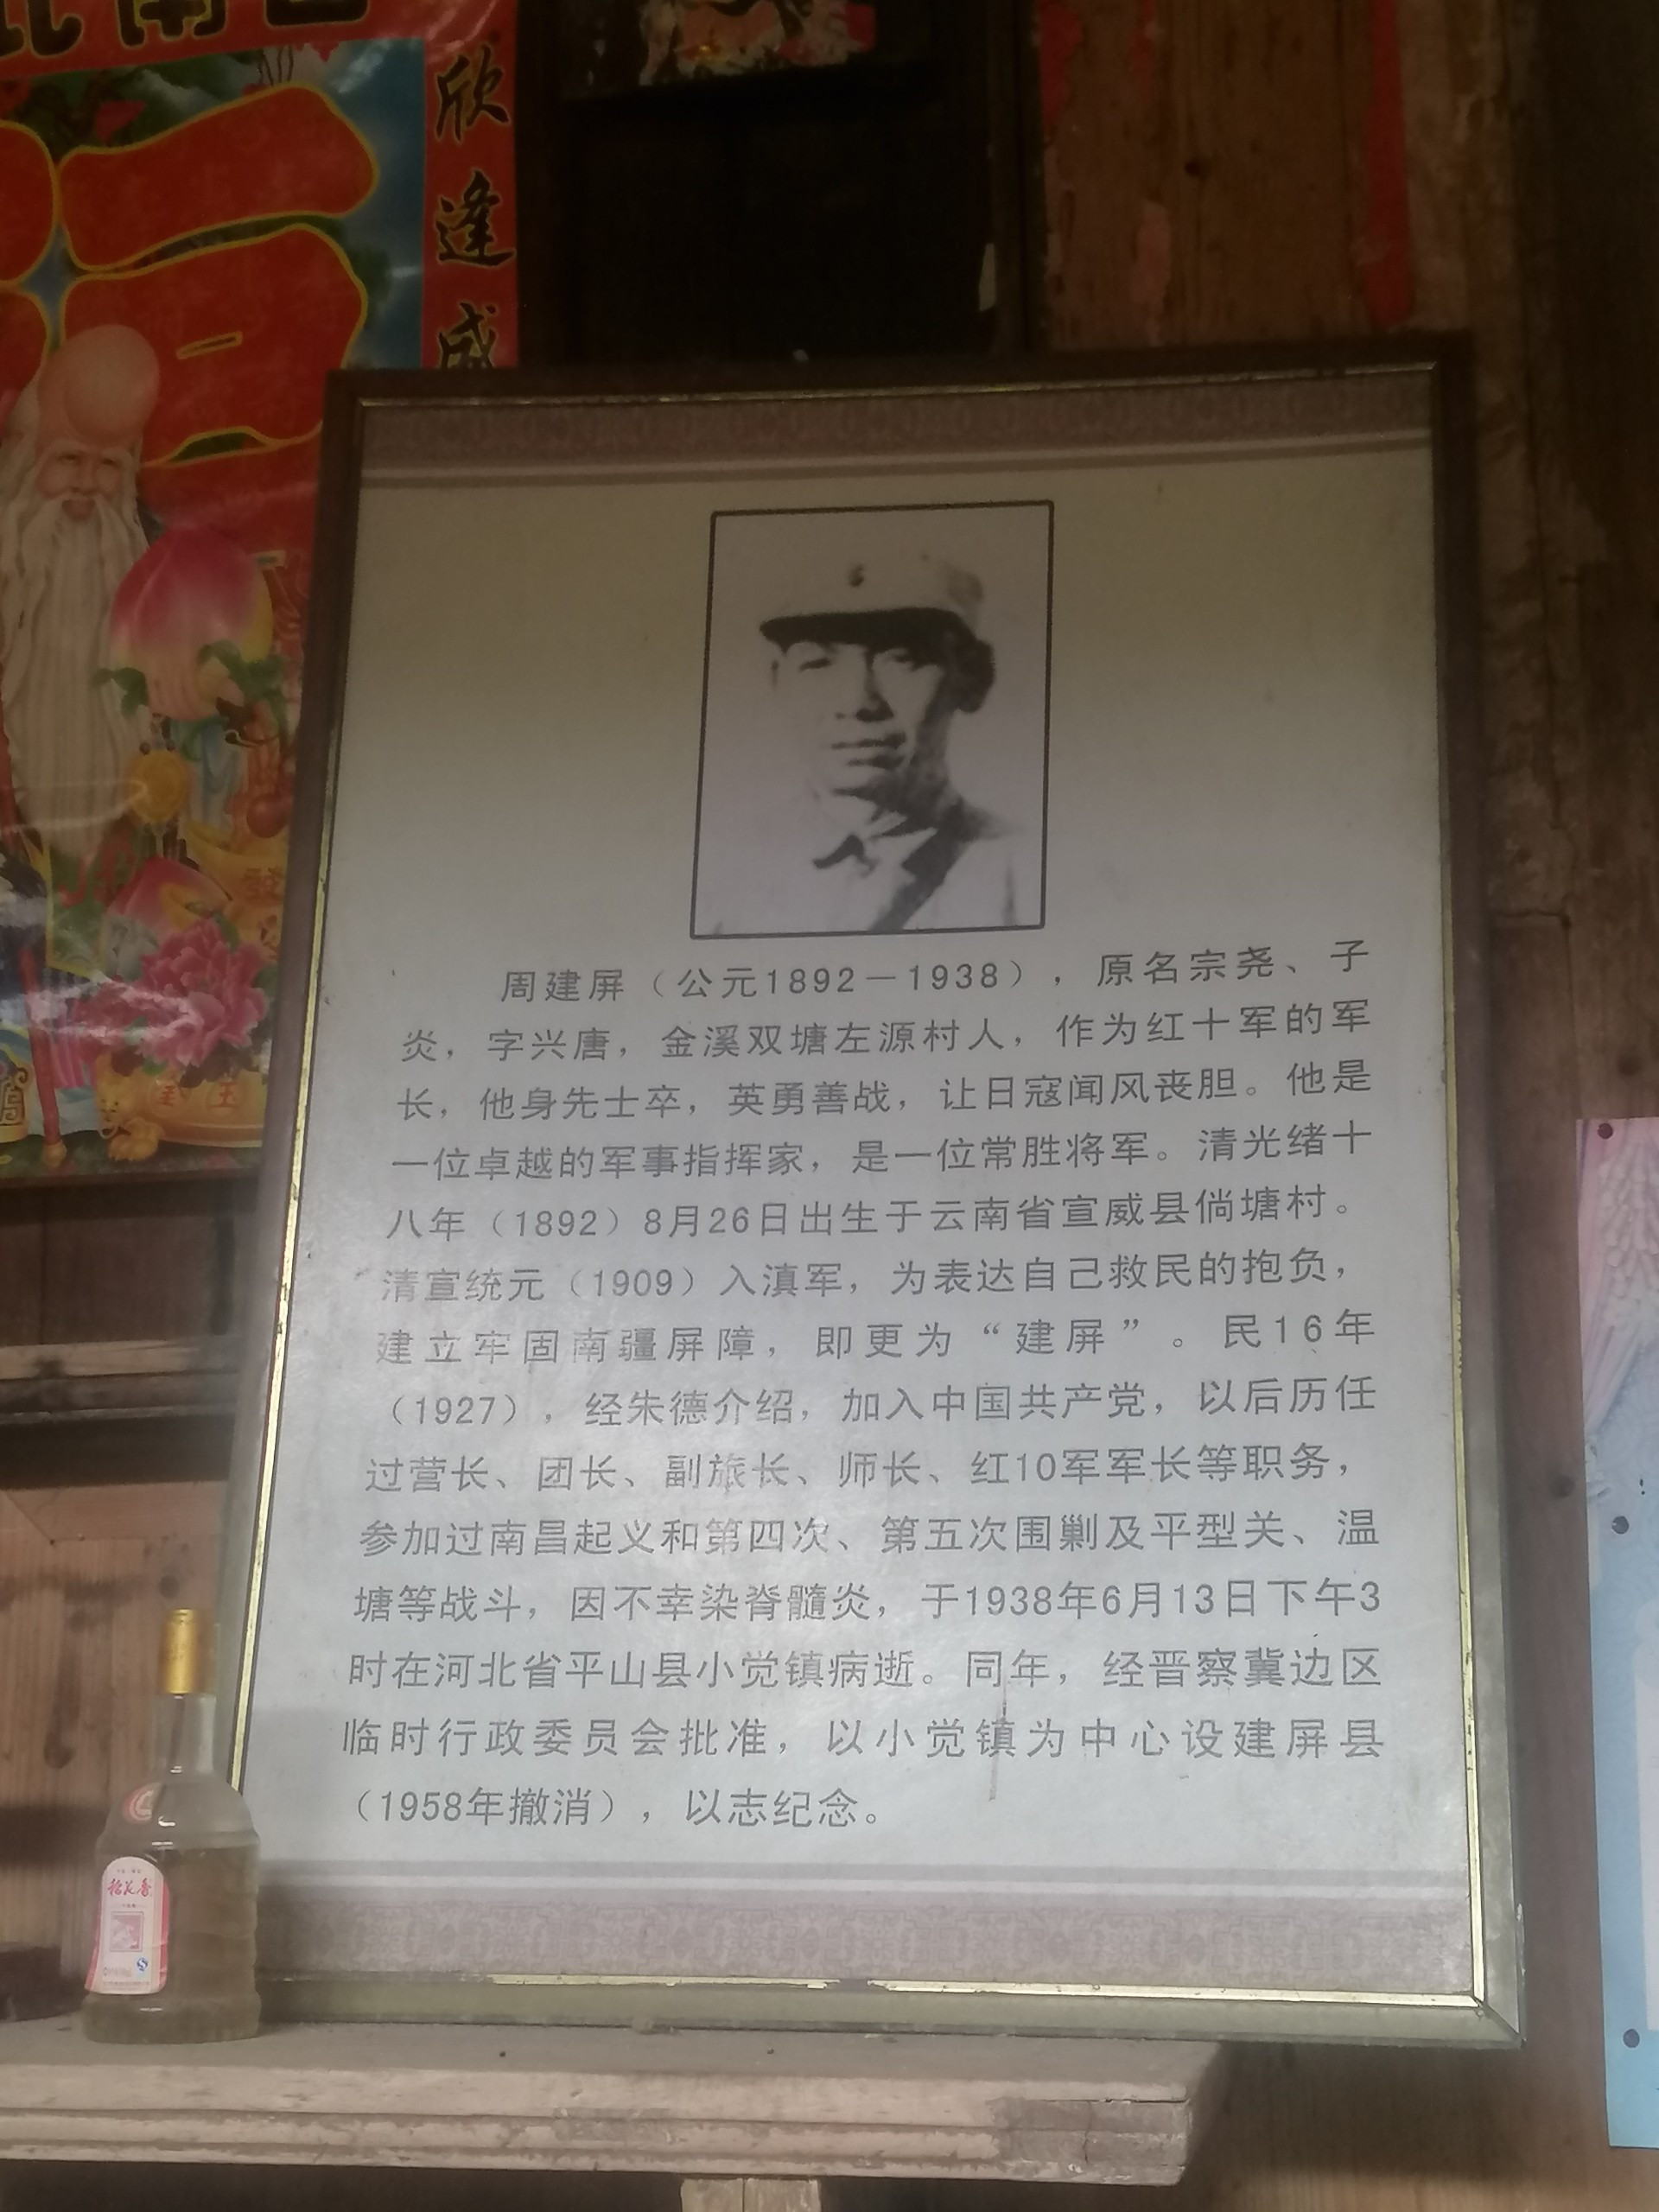 欣逢盛
周建屏（公元1892－1938），原名宗尧、子
炎，字兴唐，金溪双塘左源村人，作为红十军的军
长，他身先士卒，英勇善战，让日寇闻风丧胆。他是
一位卓越的军事指挥家，是一位常胜将军。清光绪十
八年（1892）8月26日出生于云南省宣威县倘塘村。
清宣统元（1909）入滇军，为表达自己救民的抱负，
建立牢固南疆屏障，即更为“建屏”。民16年
（1927），经朱德介绍，加入中国共产党，以后历任
过营长、团长、副旅长、师长、红10军军长等职务，
参加过南昌起义和第四次、第五次围剿及平型关、温
塘等战斗，因不幸染脊髓炎，于1938年6月13日下午3
时在河北省平山县小觉镇病逝。同年，经晋察冀边区
临时行政委员会批准，以小觉镇为中心设建屏县
（1958年撤消），以志纪念。
稻花香